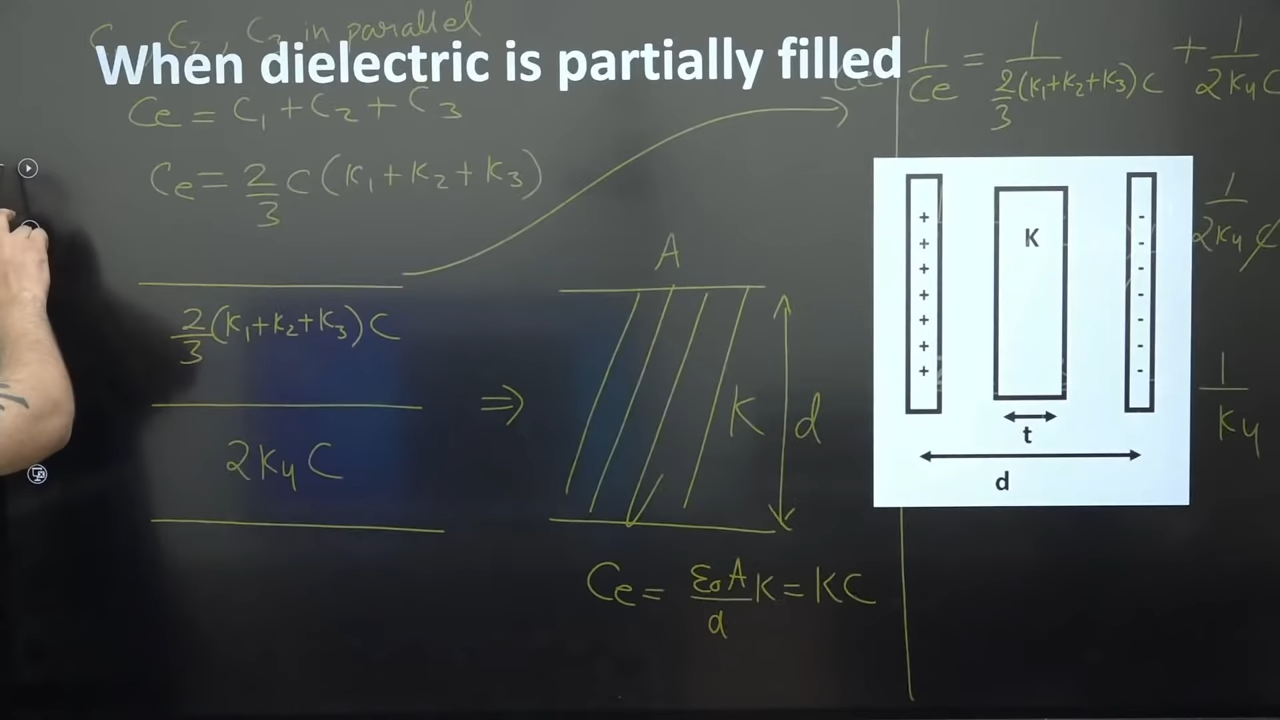 C₂, C₃ in parallel
When dielectric is partially filled
Ce = C₁ + C₂ + C₃
Ce = 2/3 C (K₁ + K₂ + K₃)
2/3 (K₁+K₂+K₃) C
2K₄ C
⇒
A
K
d
Ce = ε₀A/d K = KC
1/Ce = 1/(2/3 (K₁+K₂+K₃) C) + 1/(2K₄ C)
1/(2K₄ C)
1/K₄
+ -
+ -
+ -
+ -
+ -
+ -
+ -
K
t
d